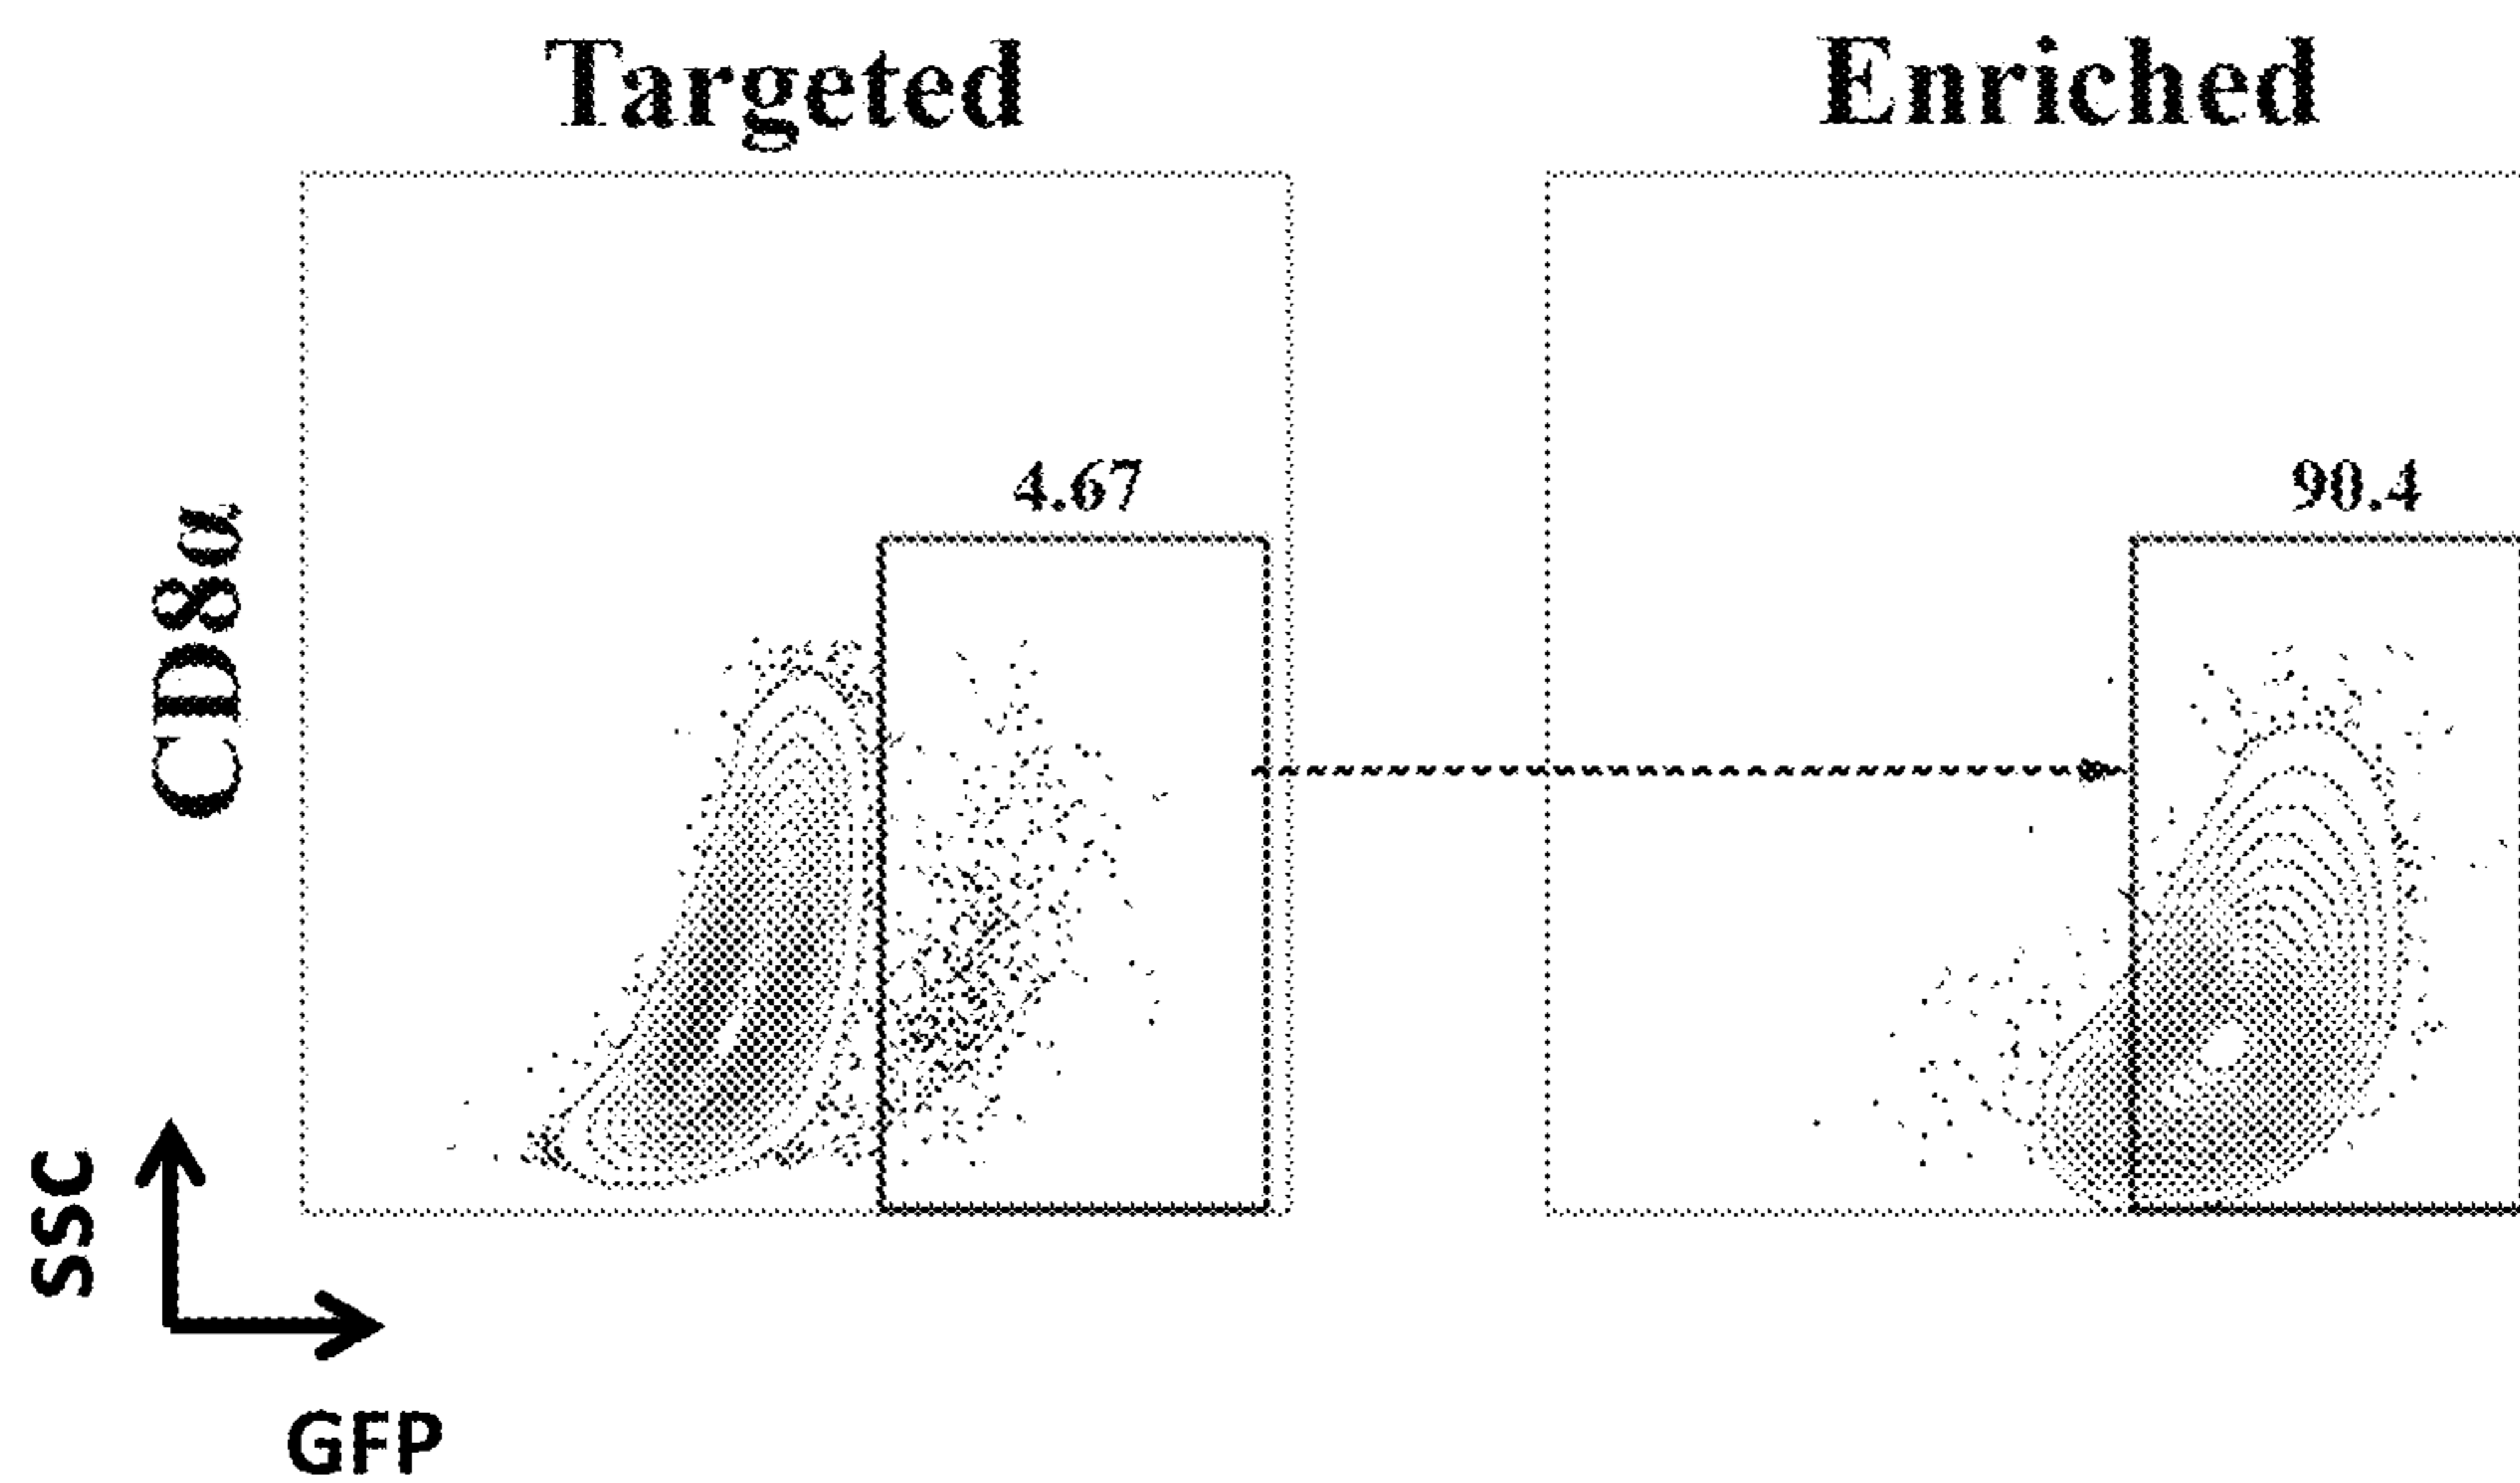 Targeted
Enriched
CD8α
4.67
90.4
SSC
GFP